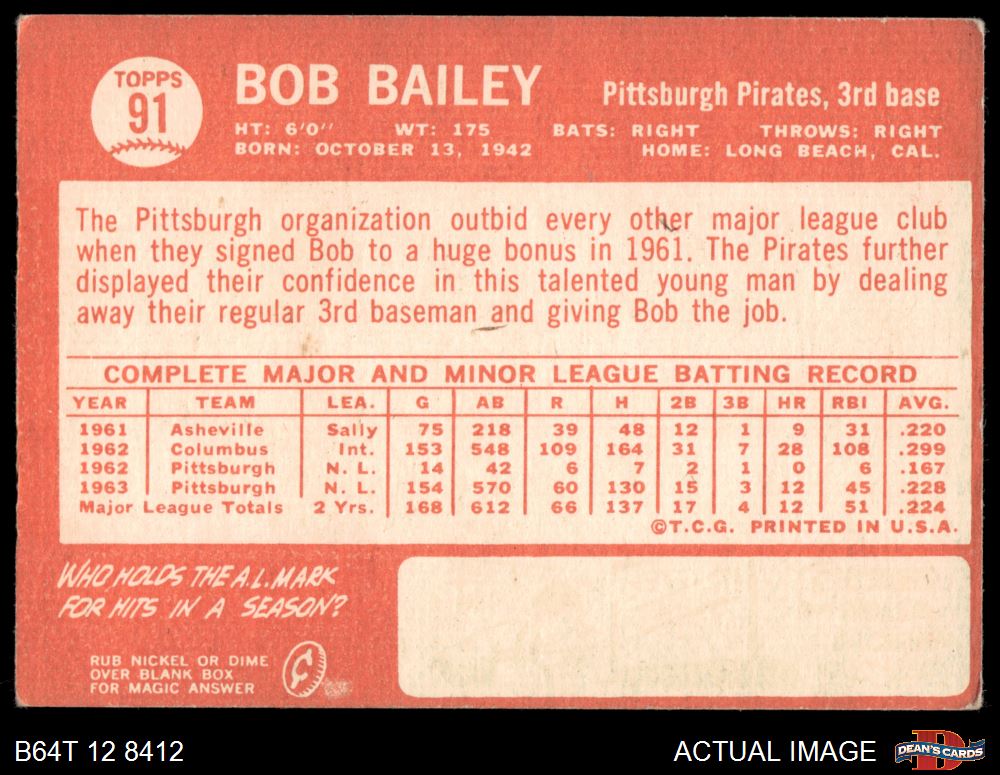 TOPPS
91
BOB BAILEY
Pittsburgh Pirates, 3rd base
HT: 6'0" WT: 175 BATS: RIGHT THROWS: RIGHT
BORN: OCTOBER 13, 1942 HOME: LONG BEACH, CAL.
The Pittsburgh organization outbid every other major league club
when they signed Bob to a huge bonus in 1961. The Pirates further
displayed their confidence in this talented young man by dealing
away their regular 3rd baseman and giving Bob the job.
COMPLETE MAJOR AND MINOR LEAGUE BATTING RECORD
YEAR TEAM LEA. G AB R H 2B 3B HR RBI AVG.
1961 Asheville Sally 75 218 39 48 12 1 9 31 .220
1962 Columbus Int. 153 548 109 164 31 7 28 108 .299
1962 Pittsburgh N. L. 14 42 6 7 2 1 0 6 .167
1963 Pittsburgh N. L. 154 570 60 130 15 3 12 45 .228
Major League Totals 2 Yrs. 168 612 66 137 17 4 12 51 .224
©T.C.G. PRINTED IN U.S.A.
WHO HOLDS THE A.L. MARK
FOR HITS IN A SEASON?
RUB NICKEL OR DIME
OVER BLANK BOX
FOR MAGIC ANSWER
¢
B64T 12 8412
ACTUAL IMAGE
D
DEAN'S CARDS